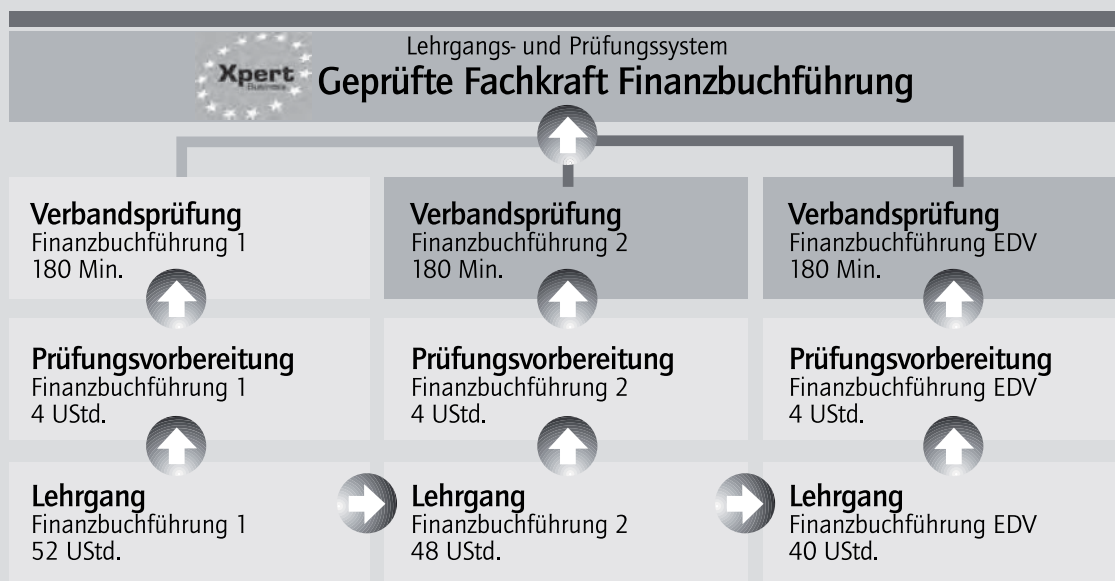 Lehrgangs- und Prüfungssystem
Xpert
Business
Geprüfte Fachkraft Finanzbuchführung
Verbandsprüfung
Finanzbuchführung 1
180 Min.
Verbandsprüfung
Finanzbuchführung 2
180 Min.
Verbandsprüfung
Finanzbuchführung EDV
180 Min.
Prüfungsvorbereitung
Finanzbuchführung 1
4 UStd.
Prüfungsvorbereitung
Finanzbuchführung 2
4 UStd.
Prüfungsvorbereitung
Finanzbuchführung EDV
4 UStd.
Lehrgang
Finanzbuchführung 1
52 UStd.
Lehrgang
Finanzbuchführung 2
48 UStd.
Lehrgang
Finanzbuchführung EDV
40 UStd.